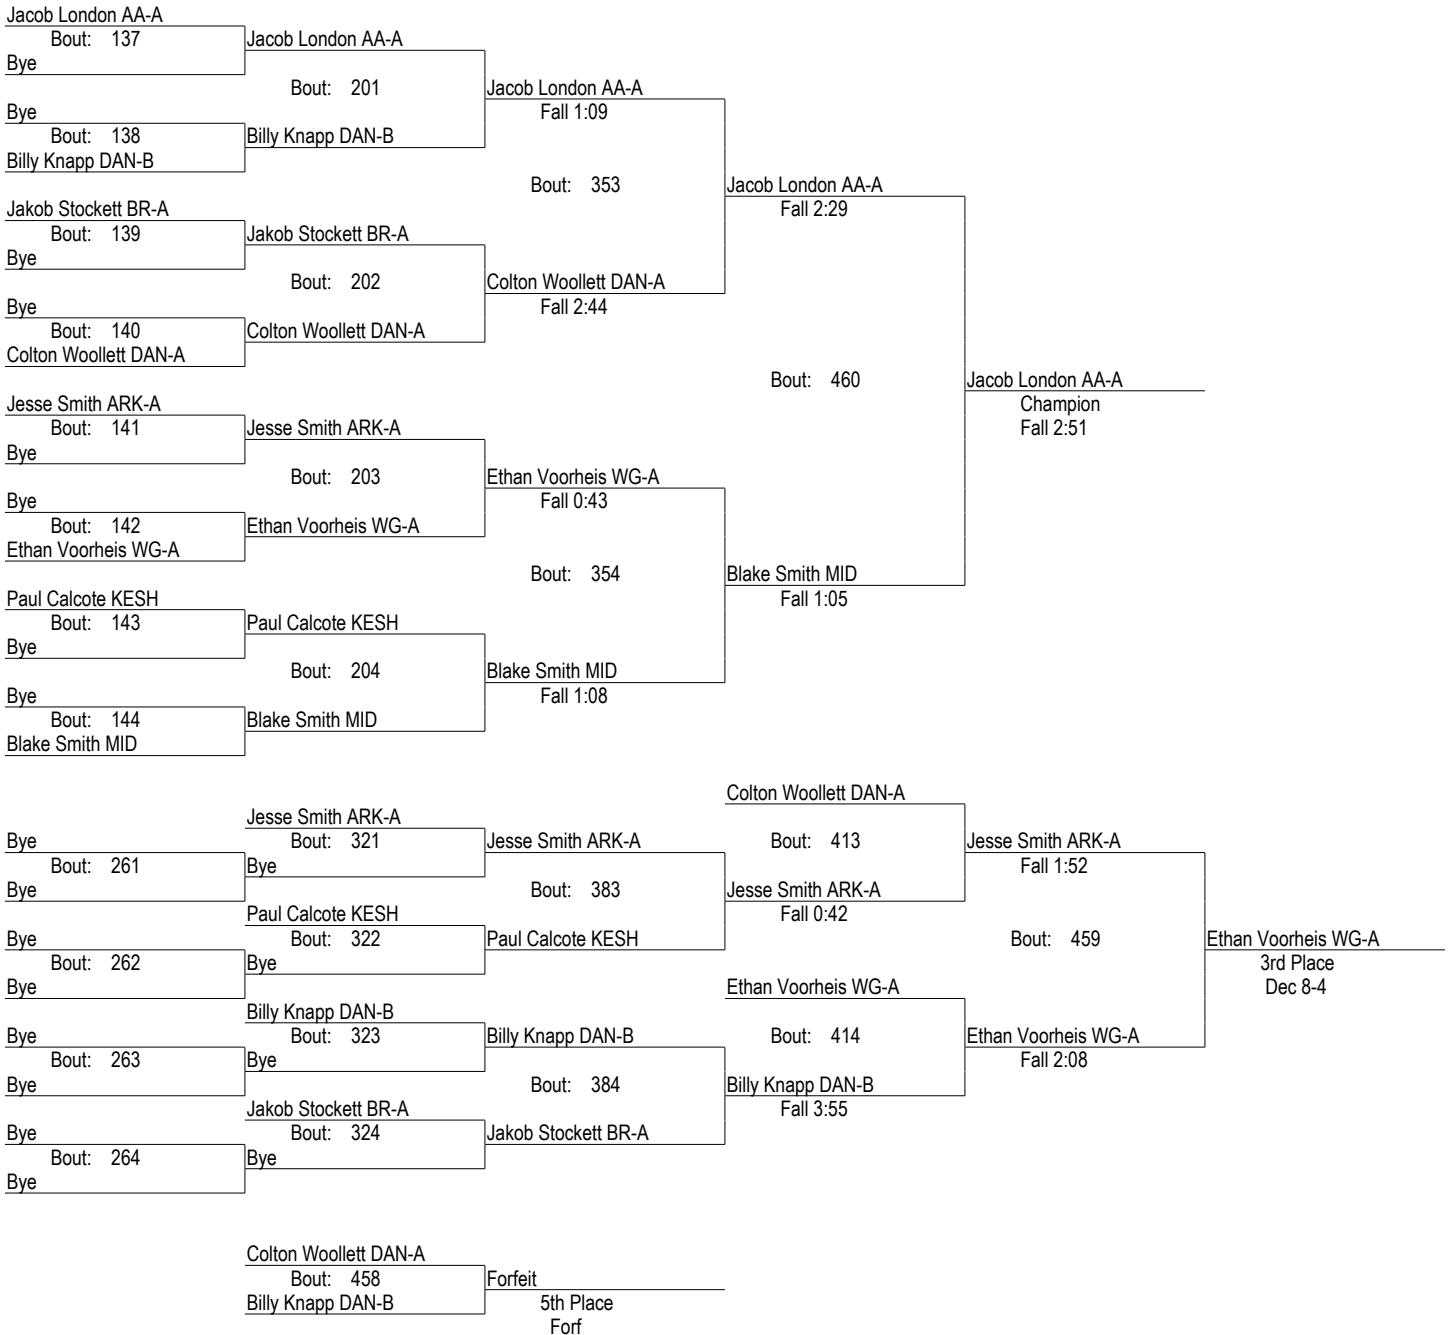 Jacob London AA-A
Bout: 137
Jacob London AA-A
Bye
Bout: 201
Jacob London AA-A
Bye
Fall 1:09
Bout: 138
Billy Knapp DAN-B
Billy Knapp DAN-B
Bout: 353
Jacob London AA-A
Jakob Stockett BR-A
Fall 2:29
Bout: 139
Jakob Stockett BR-A
Bye
Bout: 202
Colton Woollett DAN-A
Bye
Fall 2:44
Bout: 140
Colton Woollett DAN-A
Colton Woollett DAN-A
Bout: 460
Jacob London AA-A
Jesse Smith ARK-A
Champion
Bout: 141
Jesse Smith ARK-A
Fall 2:51
Bye
Bout: 203
Ethan Voorheis WG-A
Bye
Fall 0:43
Bout: 142
Ethan Voorheis WG-A
Ethan Voorheis WG-A
Bout: 354
Blake Smith MID
Paul Calcote KESH
Fall 1:05
Bout: 143
Paul Calcote KESH
Bye
Bout: 204
Blake Smith MID
Bye
Fall 1:08
Bout: 144
Blake Smith MID
Blake Smith MID
Colton Woollett DAN-A
Jesse Smith ARK-A
Bye
Bout: 321
Jesse Smith ARK-A
Bout: 413
Jesse Smith ARK-A
Bout: 261
Bye
Fall 1:52
Bye
Bout: 383
Jesse Smith ARK-A
Paul Calcote KESH
Fall 0:42
Bye
Bout: 322
Paul Calcote KESH
Bout: 459
Ethan Voorheis WG-A
Bout: 262
Bye
3rd Place
Bye
Ethan Voorheis WG-A
Dec 8-4
Billy Knapp DAN-B
Bye
Bout: 323
Billy Knapp DAN-B
Bout: 414
Ethan Voorheis WG-A
Bout: 263
Bye
Fall 2:08
Bye
Bout: 384
Billy Knapp DAN-B
Jakob Stockett BR-A
Fall 3:55
Bye
Bout: 324
Jakob Stockett BR-A
Bout: 264
Bye
Bye
Colton Woollett DAN-A
Bout: 458
Forfeit
Billy Knapp DAN-B
5th Place
Forf